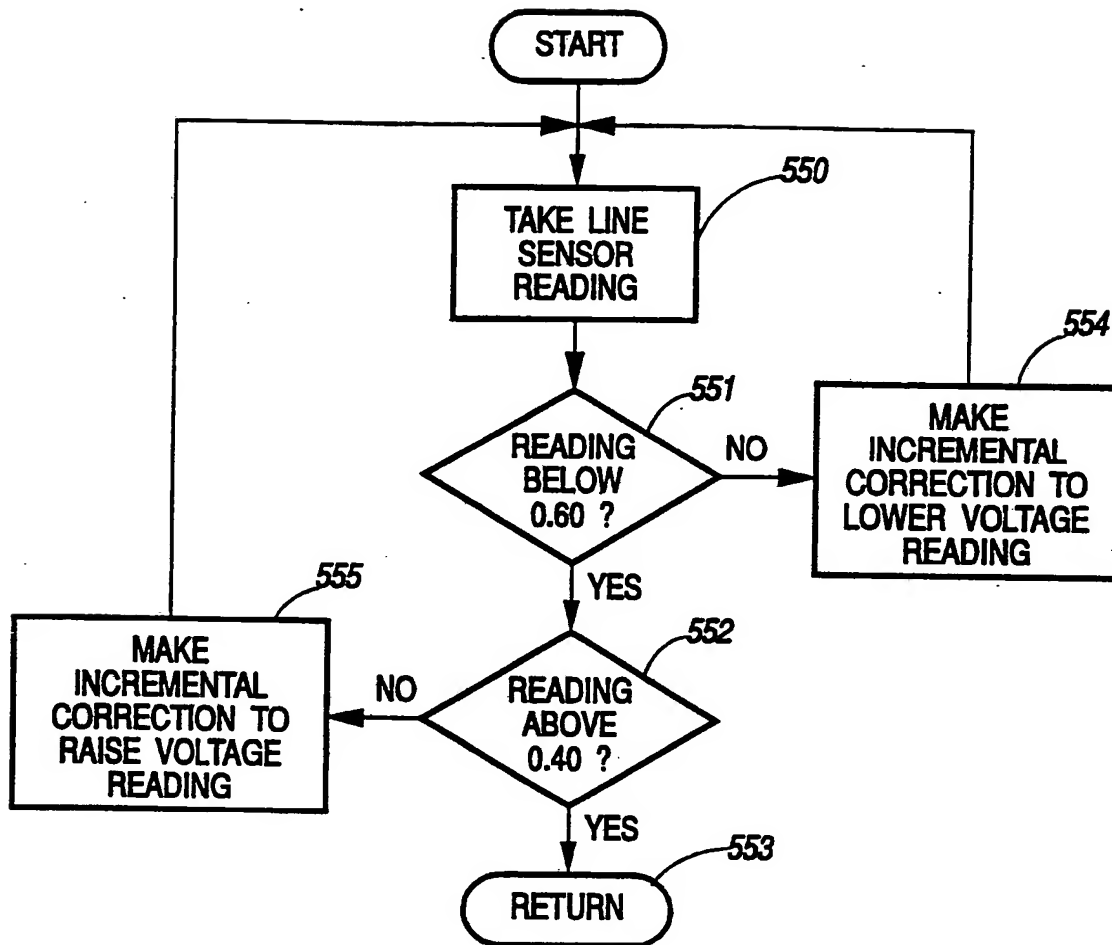 START
550
TAKE LINE
SENSOR
READING
554
551
READING
BELOW
0.60 ?
NO
MAKE
INCREMENTAL
CORRECTION TO
LOWER VOLTAGE
READING
YES
555
552
MAKE
INCREMENTAL
CORRECTION TO
RAISE VOLTAGE
READING
NO
READING
ABOVE
0.40 ?
YES
553
RETURN